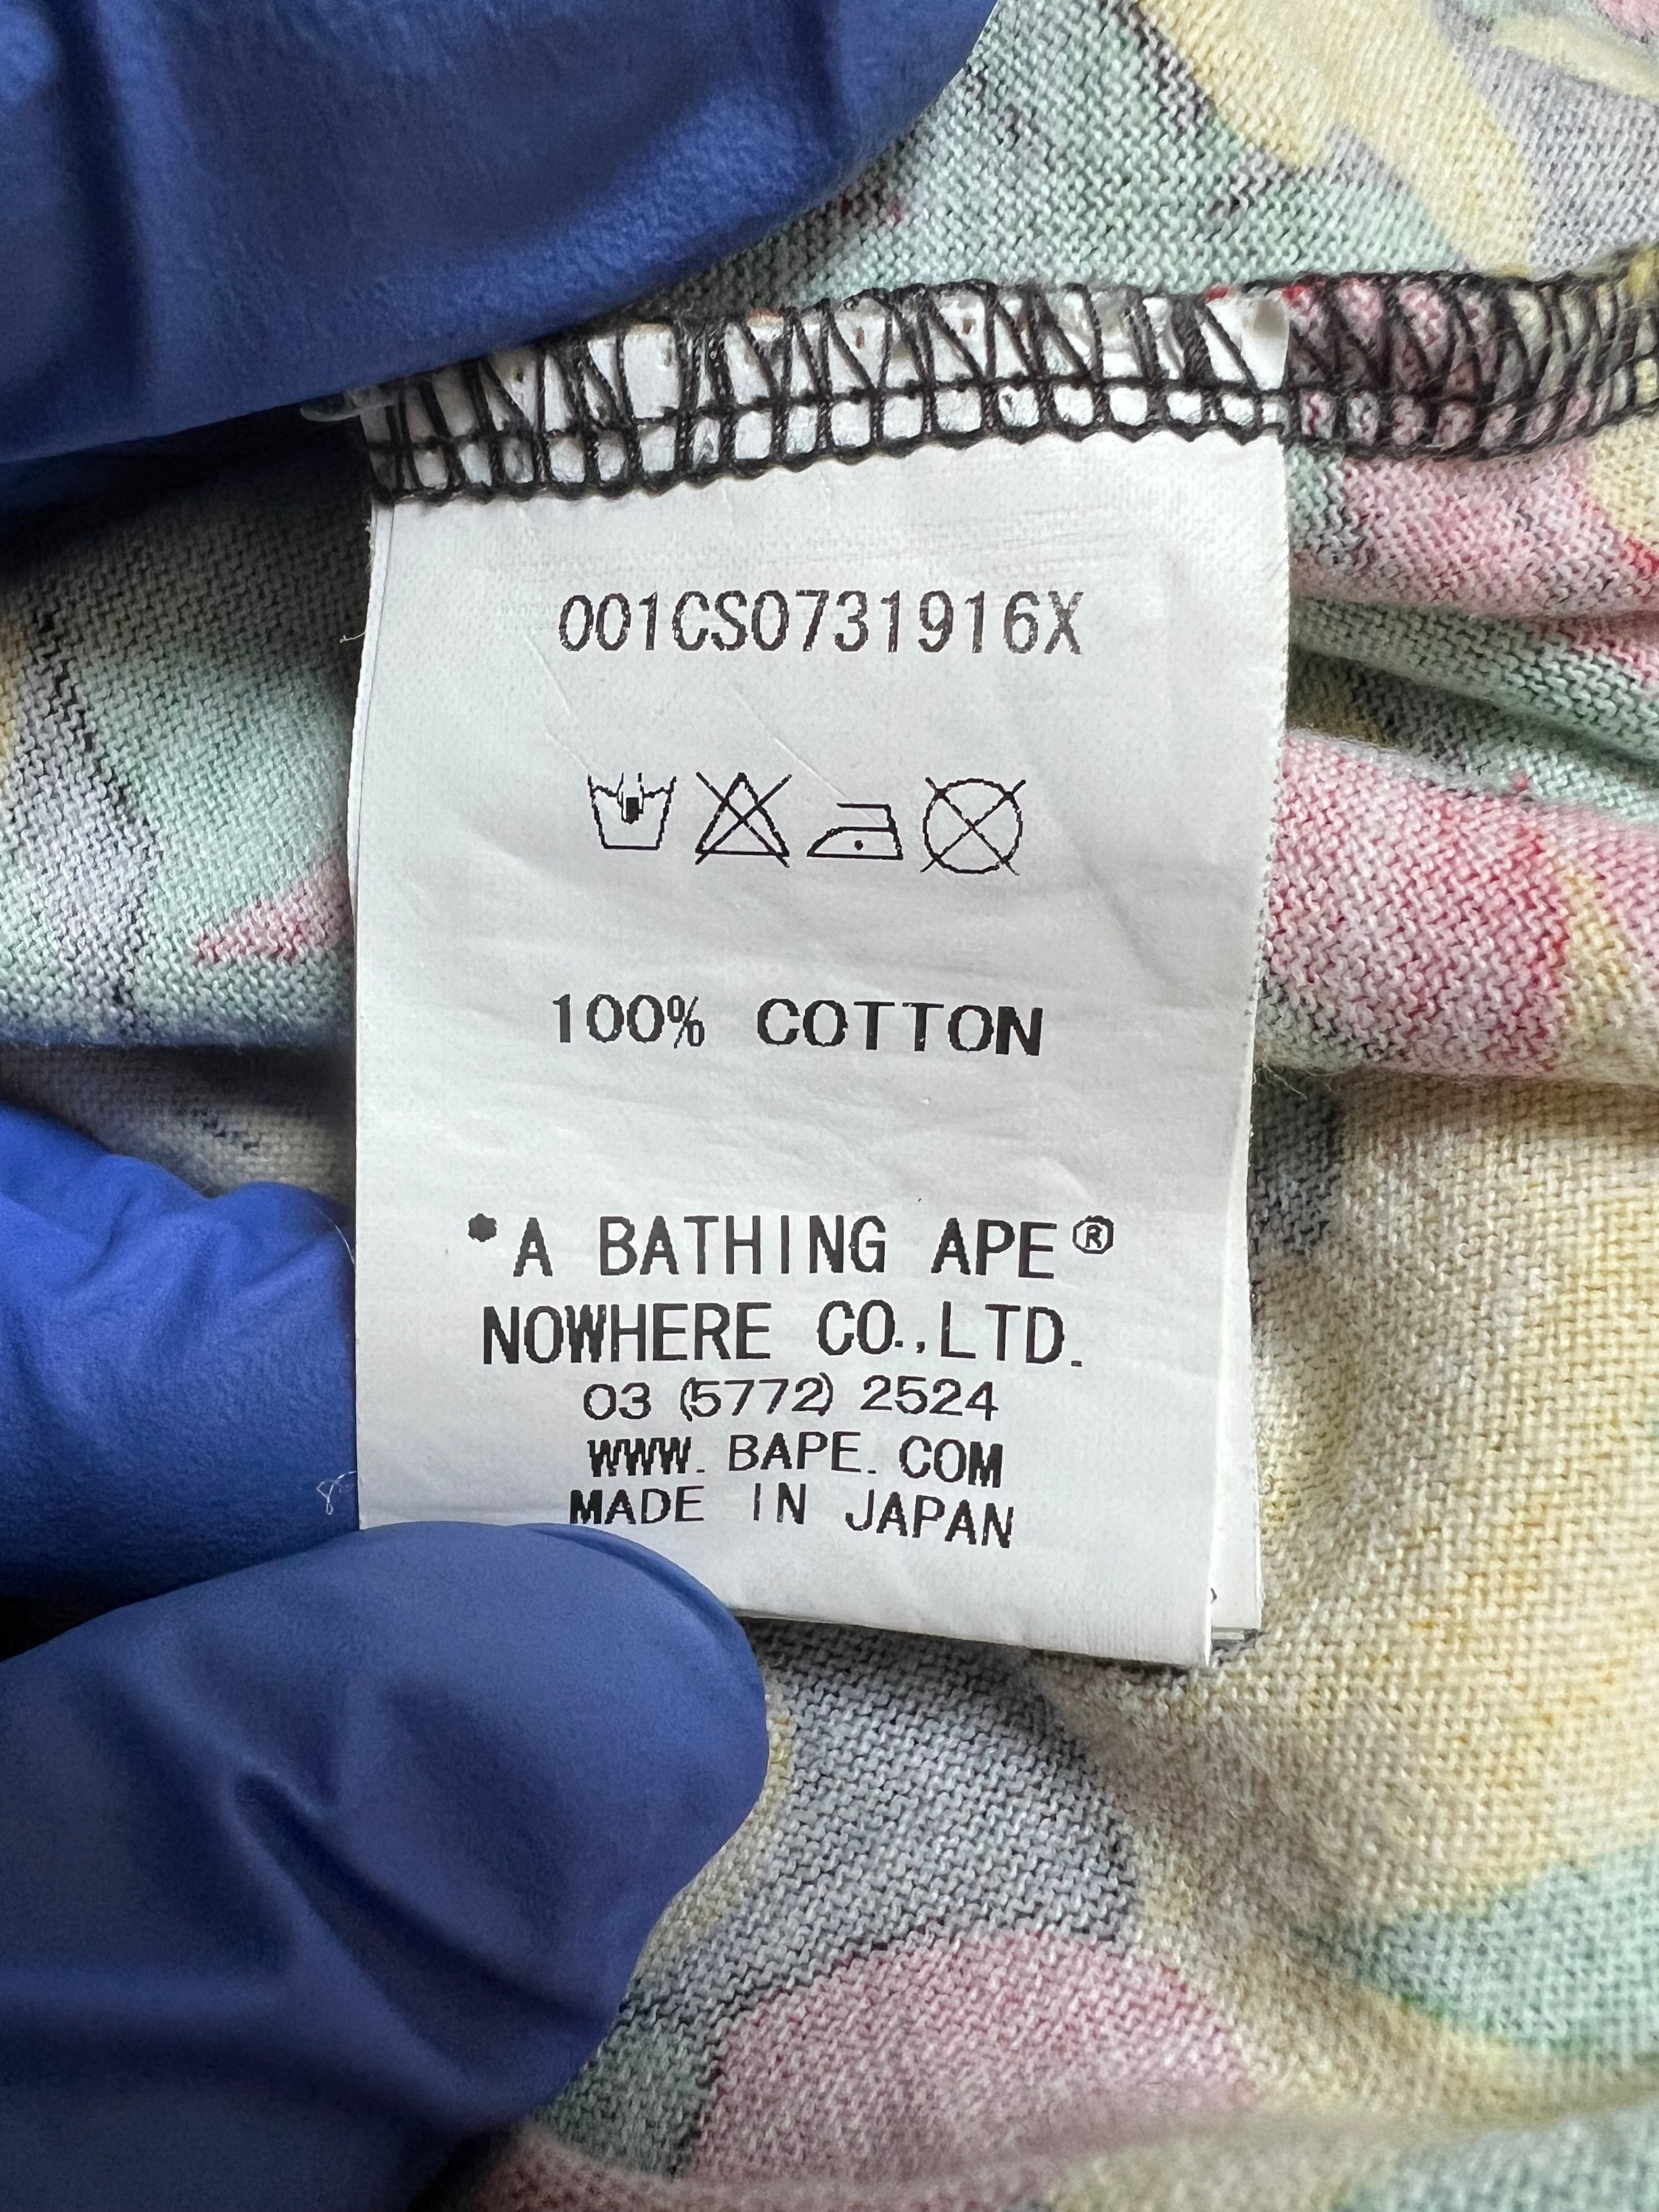 001CS0731916X
100% COTTON
*A BATHING APE®
NOWHERE CO.,LTD.
03 (5772) 2524
WWW. BAPE. COM
MADE IN JAPAN